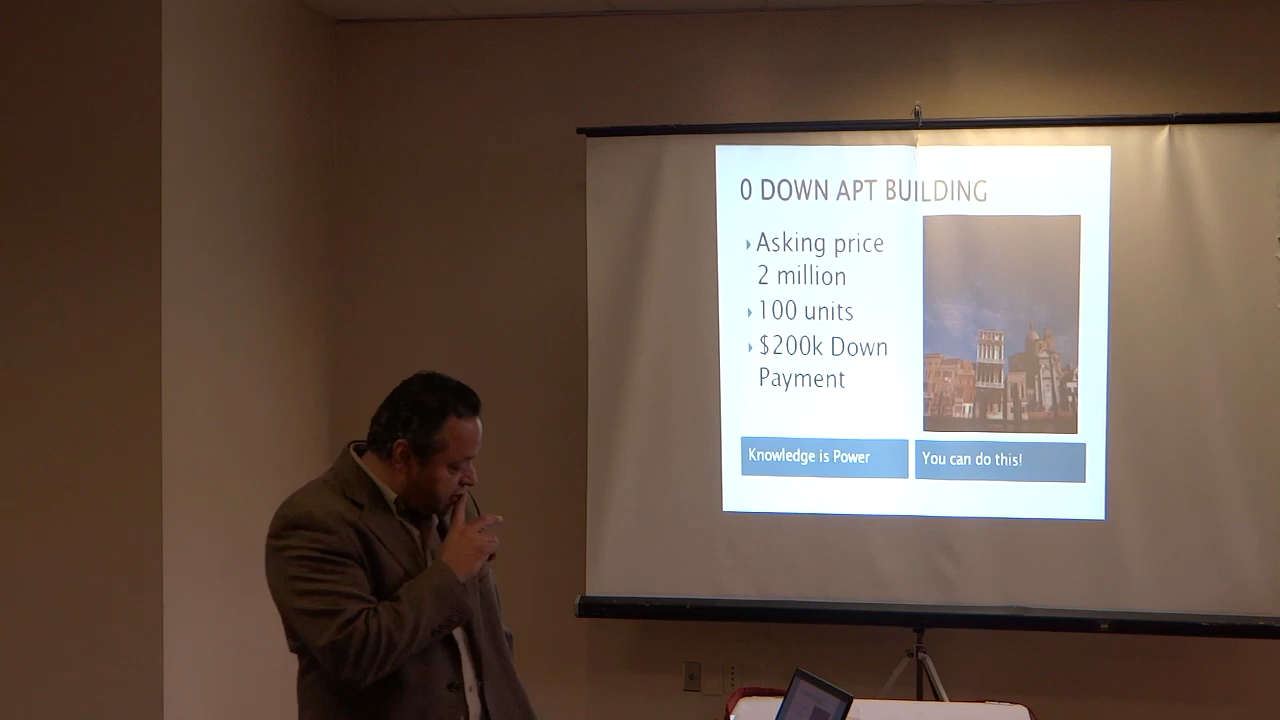 0 DOWN APT BUILDING
Asking price
2 million
100 units
$200k Down
Payment
Knowledge is Power
You can do this!